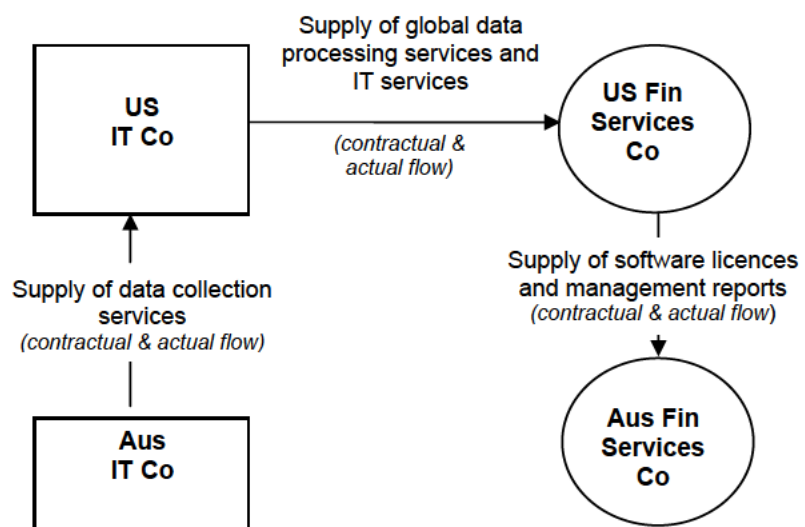 Supply of global data
processing services and
IT services
US
IT Co
US Fin
Services
Co
(contractual &
actual flow)
Supply of data collection
services
(contractual & actual flow)
Supply of software licences
and management reports
(contractual & actual flow)
Aus
IT Co
Aus Fin
Services
Co